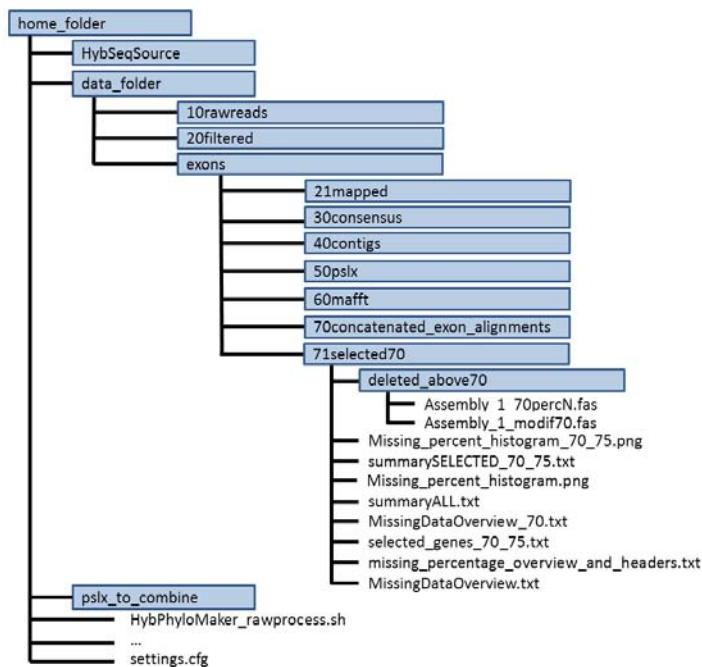 home_folder
HybSeqSource
data_folder
10rawreads
20filtered
exons
21mapped
30consensus
40contigs
50pslx
60mafft
70concatenated_exon_alignments
71selected70
deleted_above70
Assembly_1_70percN.fas
Assembly_1_modif70.fas
Missing_percent_histogram_70_75.png
summarySELECTED_70_75.txt
Missing_percent_histogram.png
summaryALL.txt
MissingDataOverview_70.txt
selected_genes_70_75.txt
missing_percentage_overview_and_headers.txt
MissingDataOverview.txt
pslx_to_combine
HybPhyloMaker_rawprocess.sh
...
settings.cfg